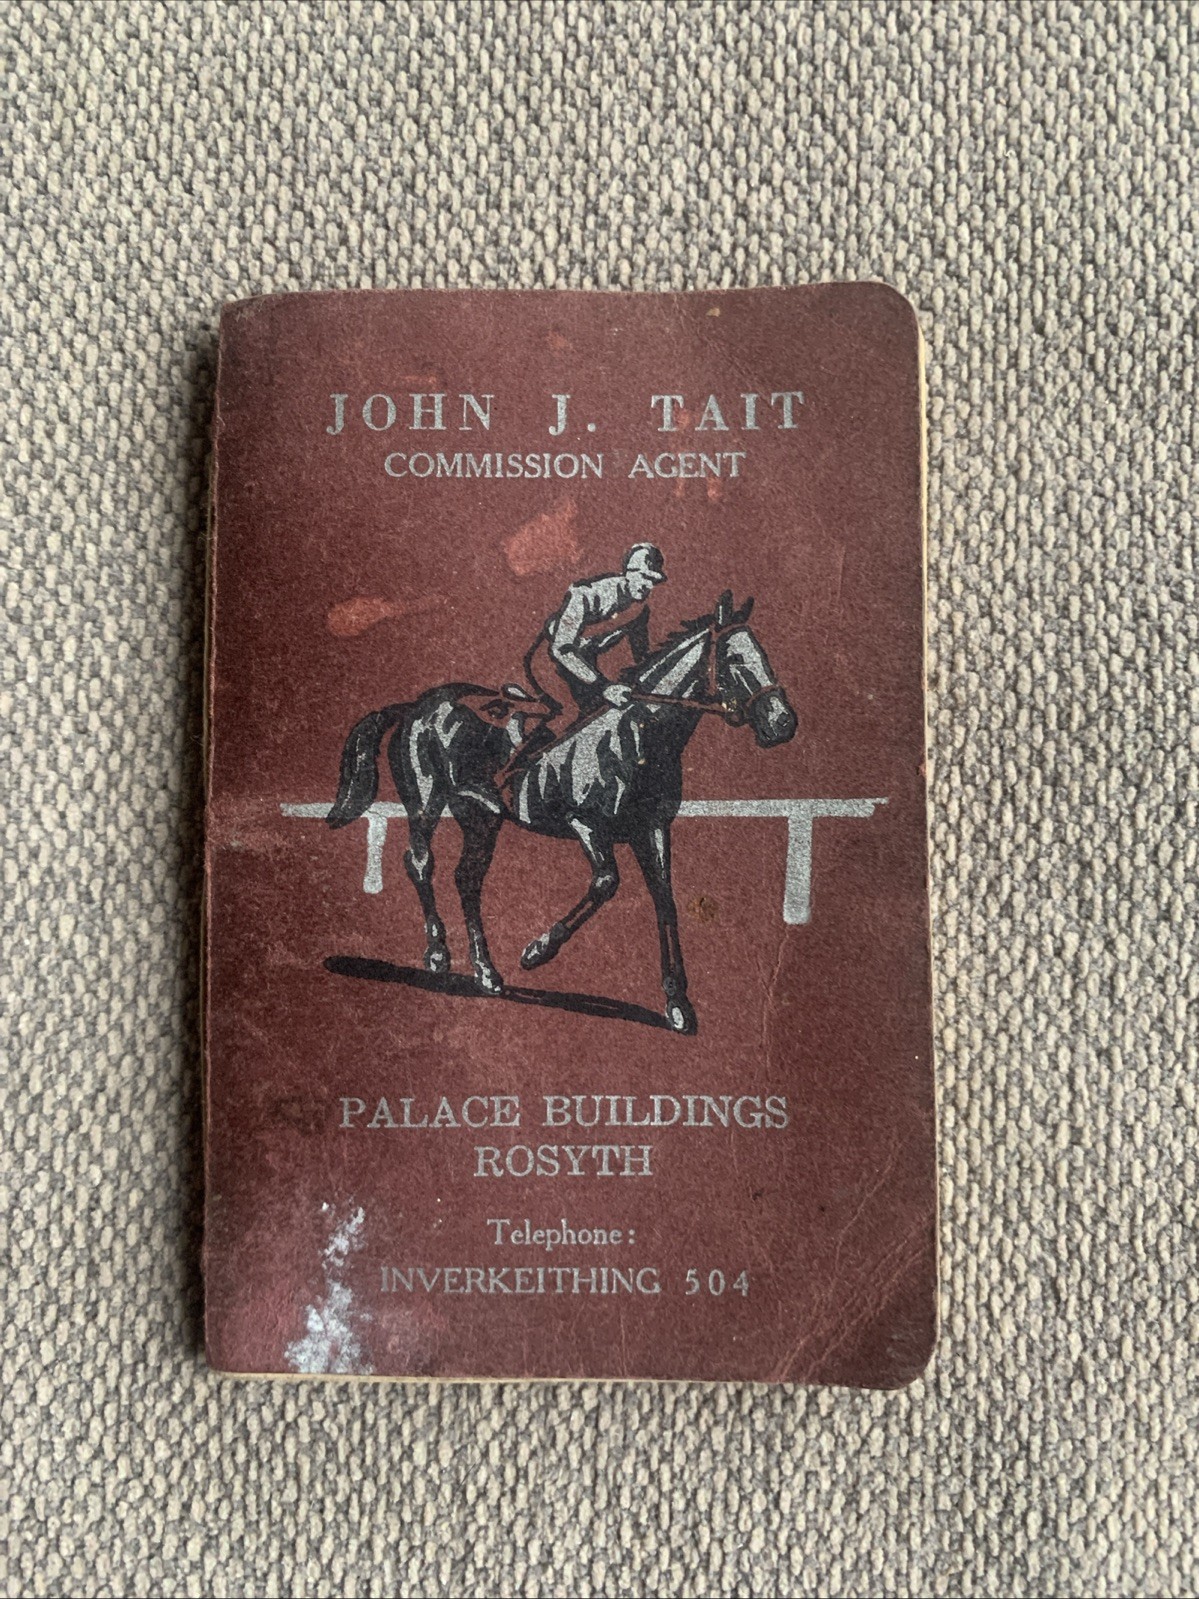 JOHN J. TAIT
COMMISSION AGENT
PALACE BUILDINGS
ROSYTH
Telephone:
INVERKEITHING 504